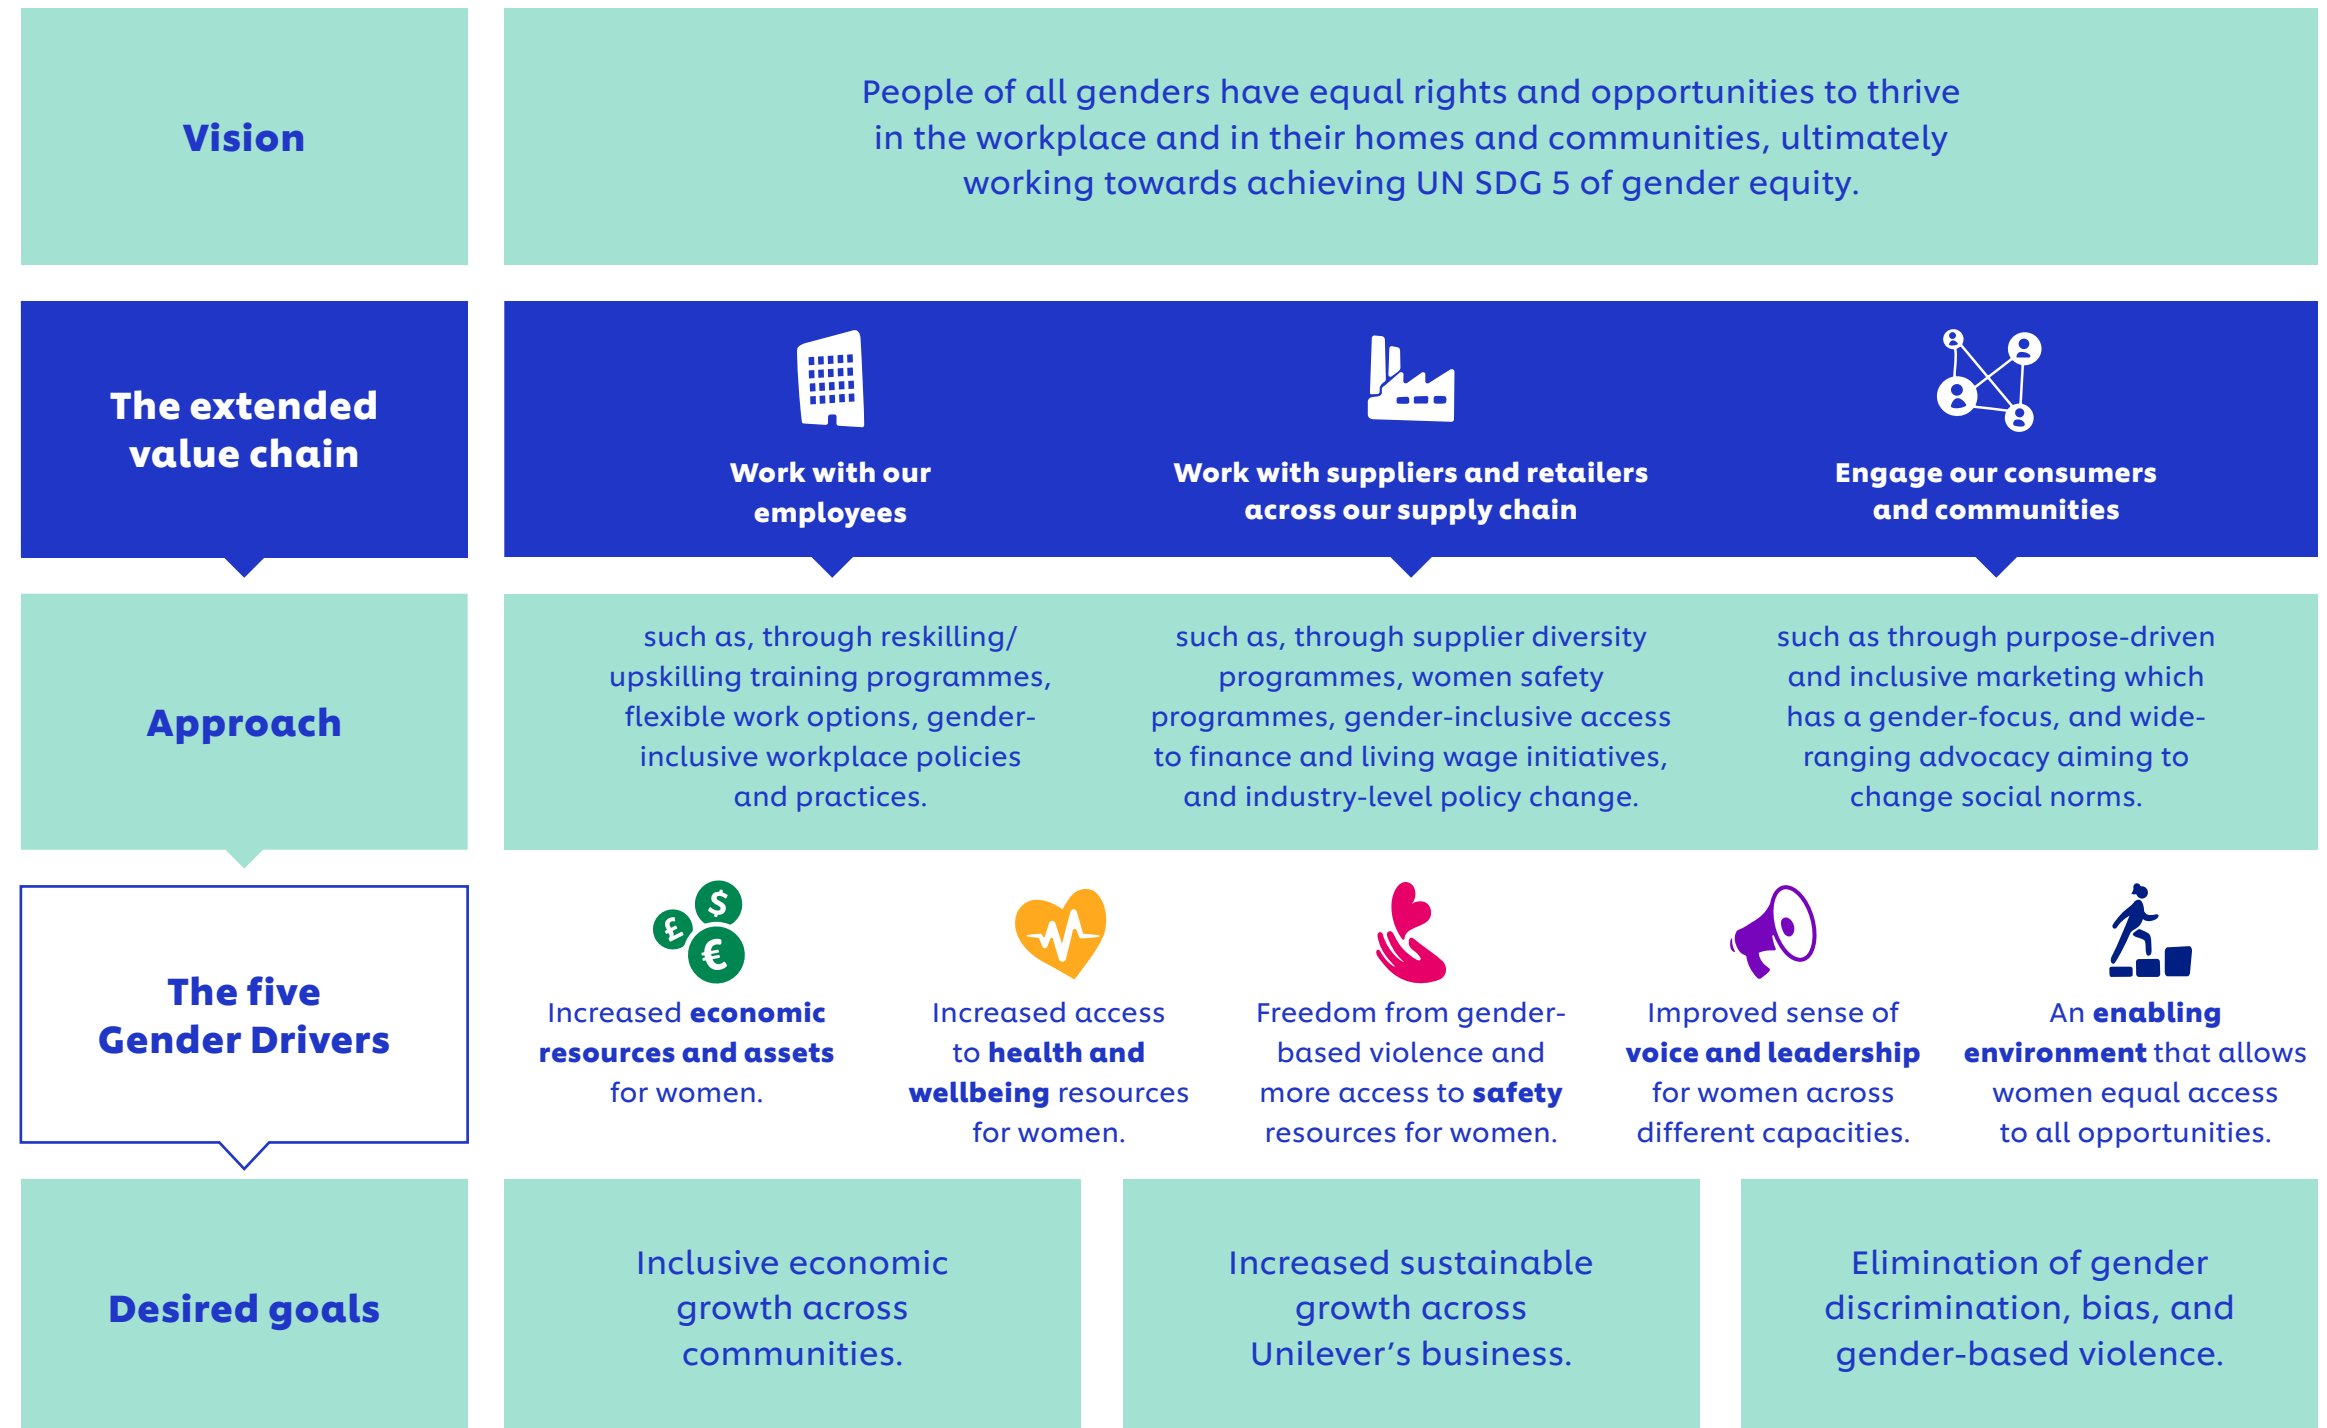 Vision
People of all genders have equal rights and opportunities to thrive
in the workplace and in their homes and communities, ultimately
working towards achieving UN SDG 5 of gender equity.
The extended
value chain
Work with our
employees
Work with suppliers and retailers
across our supply chain
Engage our consumers
and communities
Approach
such as, through reskilling/
upskilling training programmes,
flexible work options, gender-
inclusive workplace policies
and practices.
such as, through supplier diversity
programmes, women safety
programmes, gender-inclusive access
to finance and living wage initiatives,
and industry-level policy change.
such as through purpose-driven
and inclusive marketing which
has a gender-focus, and wide-
ranging advocacy aiming to
change social norms.
The five
Gender Drivers
£
$
€
Increased economic
resources and assets
for women.
Increased access
to health and
wellbeing resources
for women.
Freedom from gender-
based violence and
more access to safety
resources for women.
Improved sense of
voice and leadership
for women across
different capacities.
An enabling
environment that allows
women equal access
to all opportunities.
Desired goals
Inclusive economic
growth across
communities.
Increased sustainable
growth across
Unilever’s business.
Elimination of gender
discrimination, bias, and
gender-based violence.